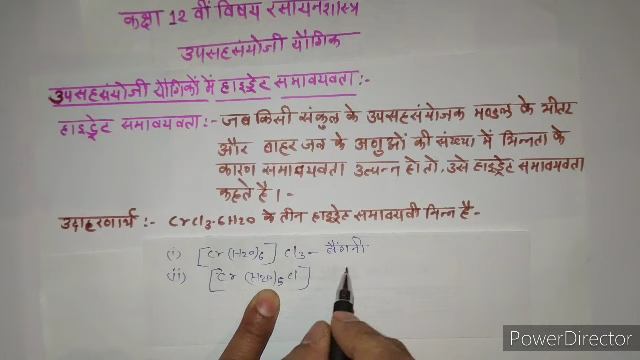 कक्षा 12 वीं विषय रसायनशास्त्र
उपसहसंयोजी यौगिक
उपसहसंयोजी यौगिकों में हाइड्रेट समावयवता:-
हाइड्रेट समावयवता:- जब किसी संकुल के उपसहसंयोजक मण्डल के भीतर
और बाहर जल के अणुओं की संख्या में भिन्नता के
कारण समावयवता उत्पन्न हो तो, उसे हाइड्रेट समावयवता
कहते है।-
उदाहरणार्थ:- CrCl3.6H2O के तीन हाइड्रेट समावयवी भिन्न है-
(i) [Cr(H2O)6] Cl3 - बैंगनी
(ii) [Cr(H2O)5Cl]
PowerDirector